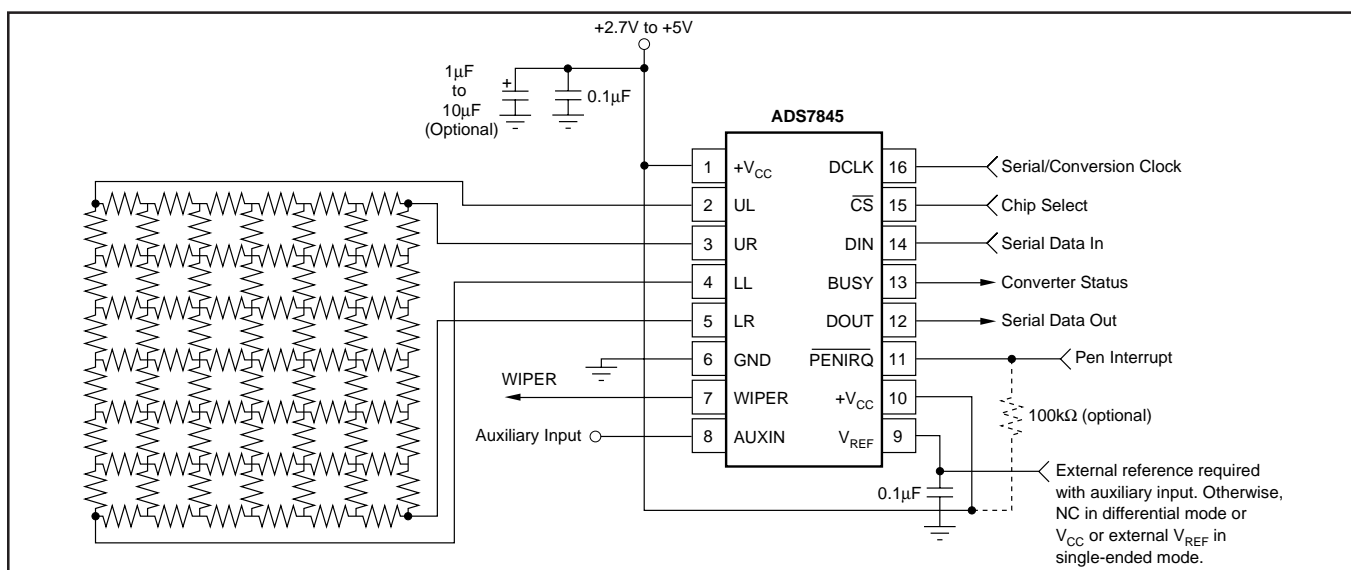 +2.7V to +5V
1µF
to
10µF
(Optional)
+
0.1µF
ADS7845
1 +VCC DCLK 16 Serial/Conversion Clock
2 UL CS 15 Chip Select
3 UR DIN 14 Serial Data In
4 LL BUSY 13 Converter Status
5 LR DOUT 12 Serial Data Out
6 GND PENIRQ 11 Pen Interrupt
WIPER
7 WIPER +VCC 10
100kΩ (optional)
Auxiliary Input 8 AUXIN VREF 9
0.1µF
External reference required
with auxiliary input. Otherwise,
NC in differential mode or
VCC or external VREF in
single-ended mode.